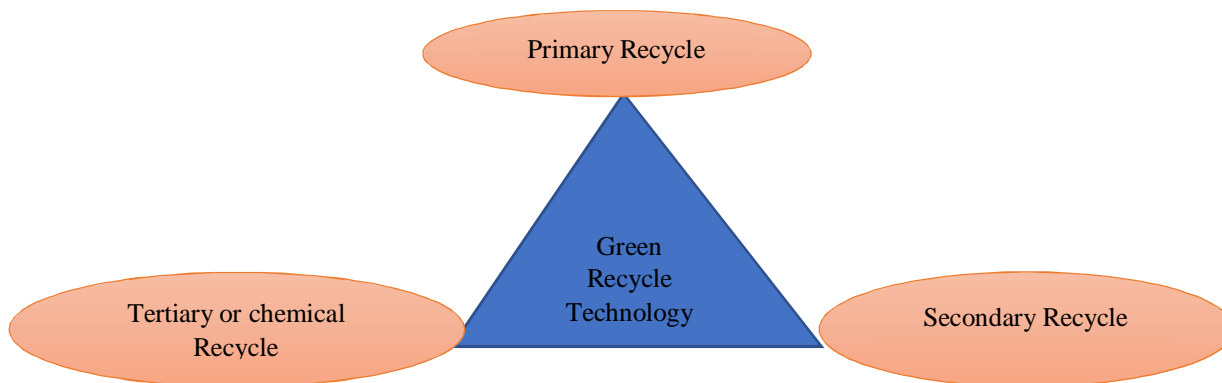 Primary Recycle
Green
Recycle
Technology
Tertiary or chemical
Recycle
Secondary Recycle